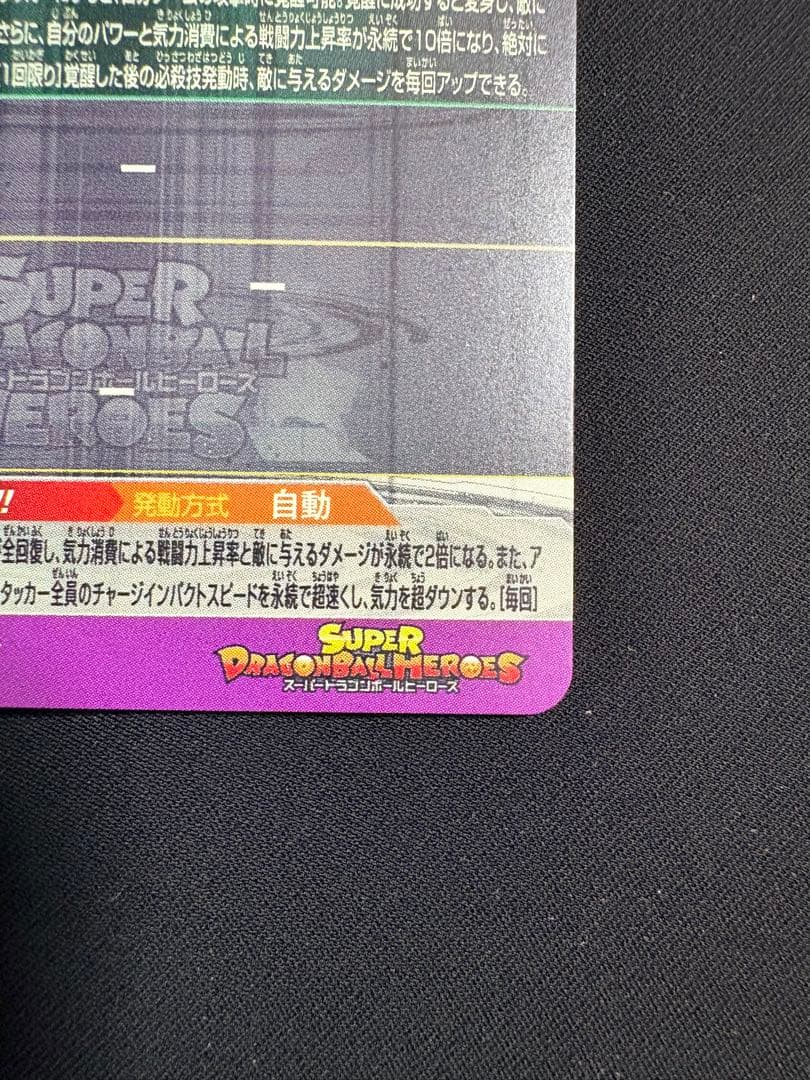 さらに、自分のパワーと気力消費による戦闘力上昇率が永続で10倍になり、絶対に
[1回限り]覚醒した後の必殺技発動時、敵に与えるダメージを毎回アップできる。
SUPER
DRAGONBALL
ードラゴンボールヒーローズ
HEROES
!! 発動方式 自動
全回復し、気力消費による戦闘力上昇率と敵に与えるダメージが永続で2倍になる。また、ア
タッカー全員のチャージインパクトスピードを永続で超速くし、気力を超ダウンする。[毎回]
SUPER
DRAGONBALL HEROES
スーパードラゴンボールヒーローズ